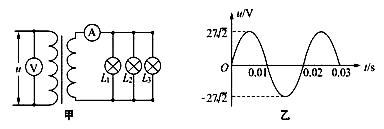 u
V
A
L₁ L₂ L₃
甲
u/V
27√2
O
0.01 0.02 0.03 t/s
-27√2
乙